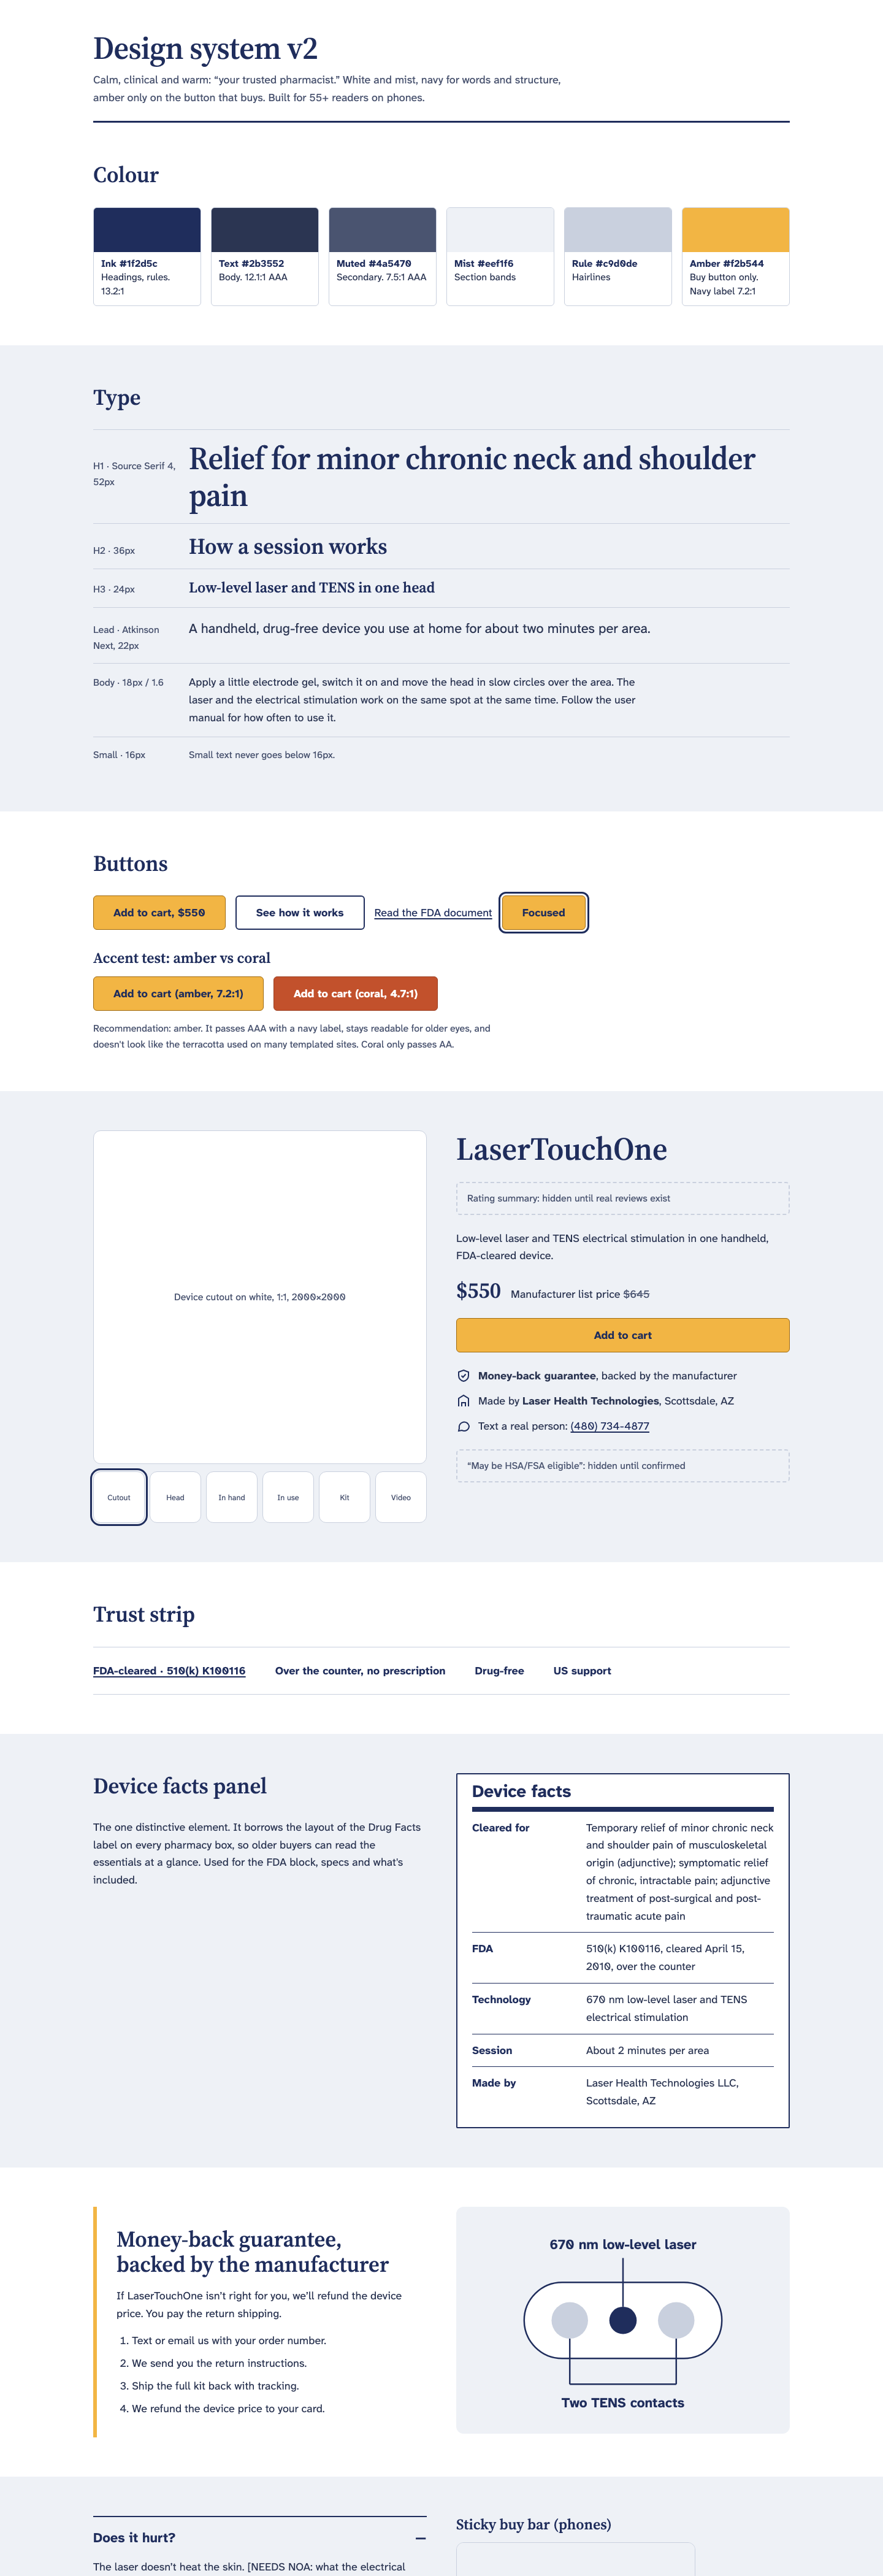 Design system v2
Calm, clinical and warm: “your trusted pharmacist.” White and mist, navy for words and structure,
amber only on the button that buys. Built for 55+ readers on phones.
Colour
Ink #1f2d5c
Headings, rules.
13.2:1
Text #2b3552
Body. 12.1:1 AAA
Muted #4a5470
Secondary. 7.5:1 AAA
Mist #eef1f6
Section bands
Rule #c9d0de
Hairlines
Amber #f2b544
Buy button only.
Navy label 7.2:1
Type
H1 · Source Serif 4,
52px
Relief for minor chronic neck and shoulder
pain
H2 · 36px
How a session works
H3 · 24px
Low-level laser and TENS in one head
Lead · Atkinson
Next, 22px
A handheld, drug-free device you use at home for about two minutes per area.
Body · 18px / 1.6
Apply a little electrode gel, switch it on and move the head in slow circles over the area. The
laser and the electrical stimulation work on the same spot at the same time. Follow the user
manual for how often to use it.
Small · 16px
Small text never goes below 16px.
Buttons
Add to cart, $550
See how it works
Read the FDA document
Focused
Accent test: amber vs coral
Add to cart (amber, 7.2:1)
Add to cart (coral, 4.7:1)
Recommendation: amber. It passes AAA with a navy label, stays readable for older eyes, and
doesn't look like the terracotta used on many templated sites. Coral only passes AA.
Device cutout on white, 1:1, 2000×2000
Cutout
Head
In hand
In use
Kit
Video
LaserTouchOne
Rating summary: hidden until real reviews exist
Low-level laser and TENS electrical stimulation in one handheld,
FDA-cleared device.
$550 Manufacturer list price $645
Add to cart
Money-back guarantee, backed by the manufacturer
Made by Laser Health Technologies, Scottsdale, AZ
Text a real person: (480) 734-4877
“May be HSA/FSA eligible”: hidden until confirmed
Trust strip
FDA-cleared · 510(k) K100116
Over the counter, no prescription
Drug-free
US support
Device facts panel
The one distinctive element. It borrows the layout of the Drug Facts
label on every pharmacy box, so older buyers can read the
essentials at a glance. Used for the FDA block, specs and what's
included.
Device facts
Cleared for
Temporary relief of minor chronic neck
and shoulder pain of musculoskeletal
origin (adjunctive); symptomatic relief
of chronic, intractable pain; adjunctive
treatment of post-surgical and post-
traumatic acute pain
FDA
510(k) K100116, cleared April 15,
2010, over the counter
Technology
670 nm low-level laser and TENS
electrical stimulation
Session
About 2 minutes per area
Made by
Laser Health Technologies LLC,
Scottsdale, AZ
Money-back guarantee,
backed by the manufacturer
If LaserTouchOne isn't right for you, we'll refund the device
price. You pay the return shipping.
1. Text or email us with your order number.
2. We send you the return instructions.
3. Ship the full kit back with tracking.
4. We refund the device price to your card.
670 nm low-level laser
Two TENS contacts
Does it hurt?
The laser doesn't heat the skin. [NEEDS NOA: what the electrical
Sticky buy bar (phones)